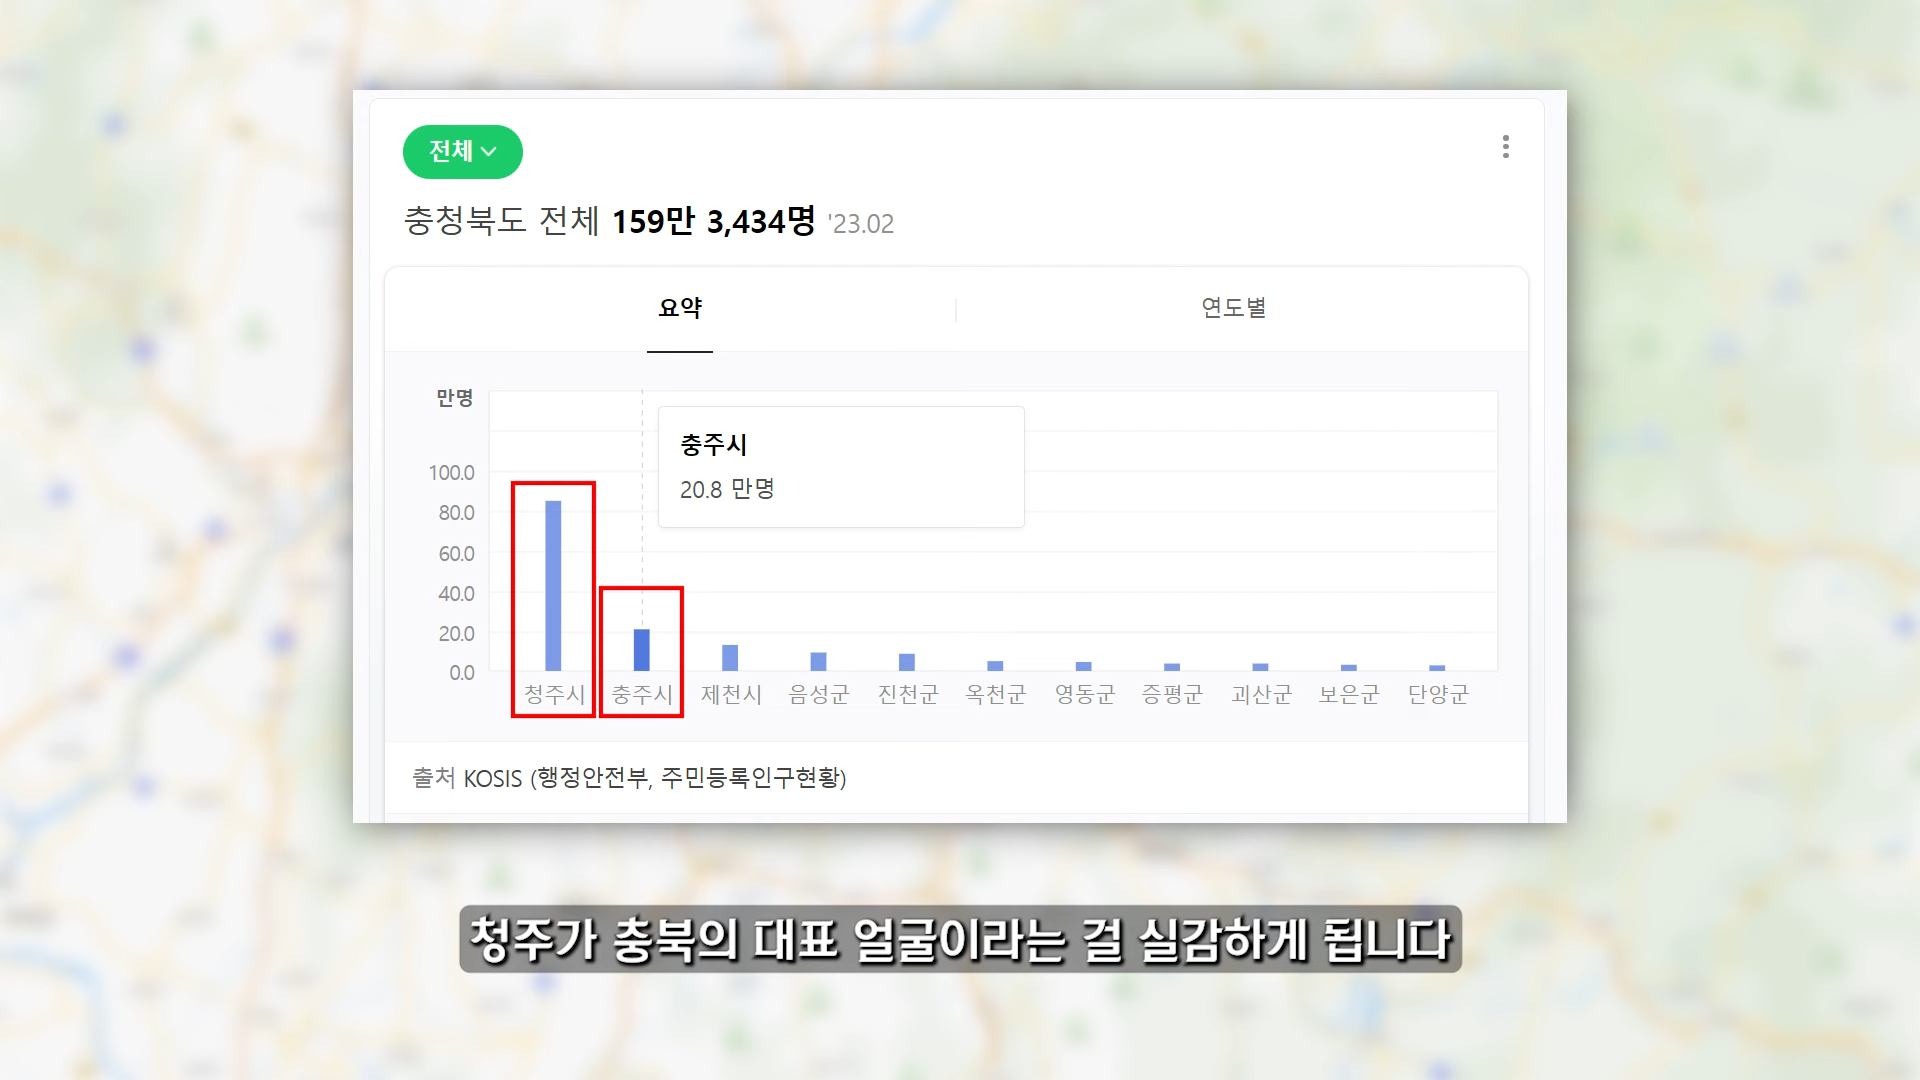 전체
충청북도 전체 159만 3,434명 '23.02
요약
연도별
만명
충주시
20.8 만명
100.0
80.0
60.0
40.0
20.0
0.0
청주시 충주시 제천시 음성군 진천군 옥천군 영동군 증평군 괴산군 보은군 단양군
출처 KOSIS (행정안전부, 주민등록인구현황)
청주가 충북의 대표 얼굴이라는 걸 실감하게 됩니다